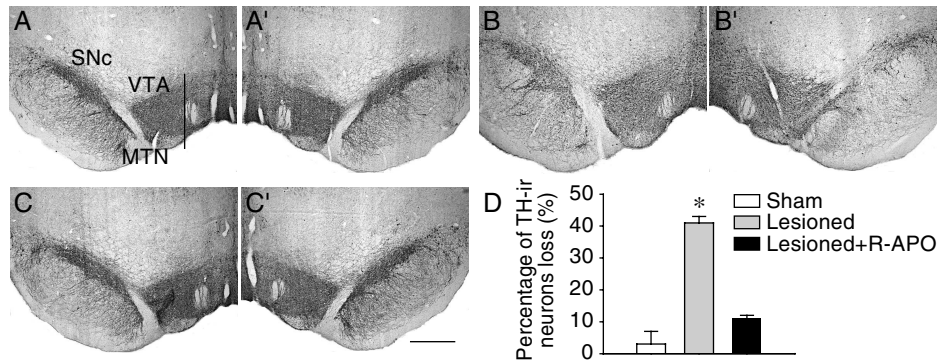 A
A'
B
B'
SNc
VTA
MTN
C
C'
D
Percentage of TH-ir
neurons loss (%)
50
40
30
20
10
0
*
Sham
Lesioned
Lesioned+R-APO